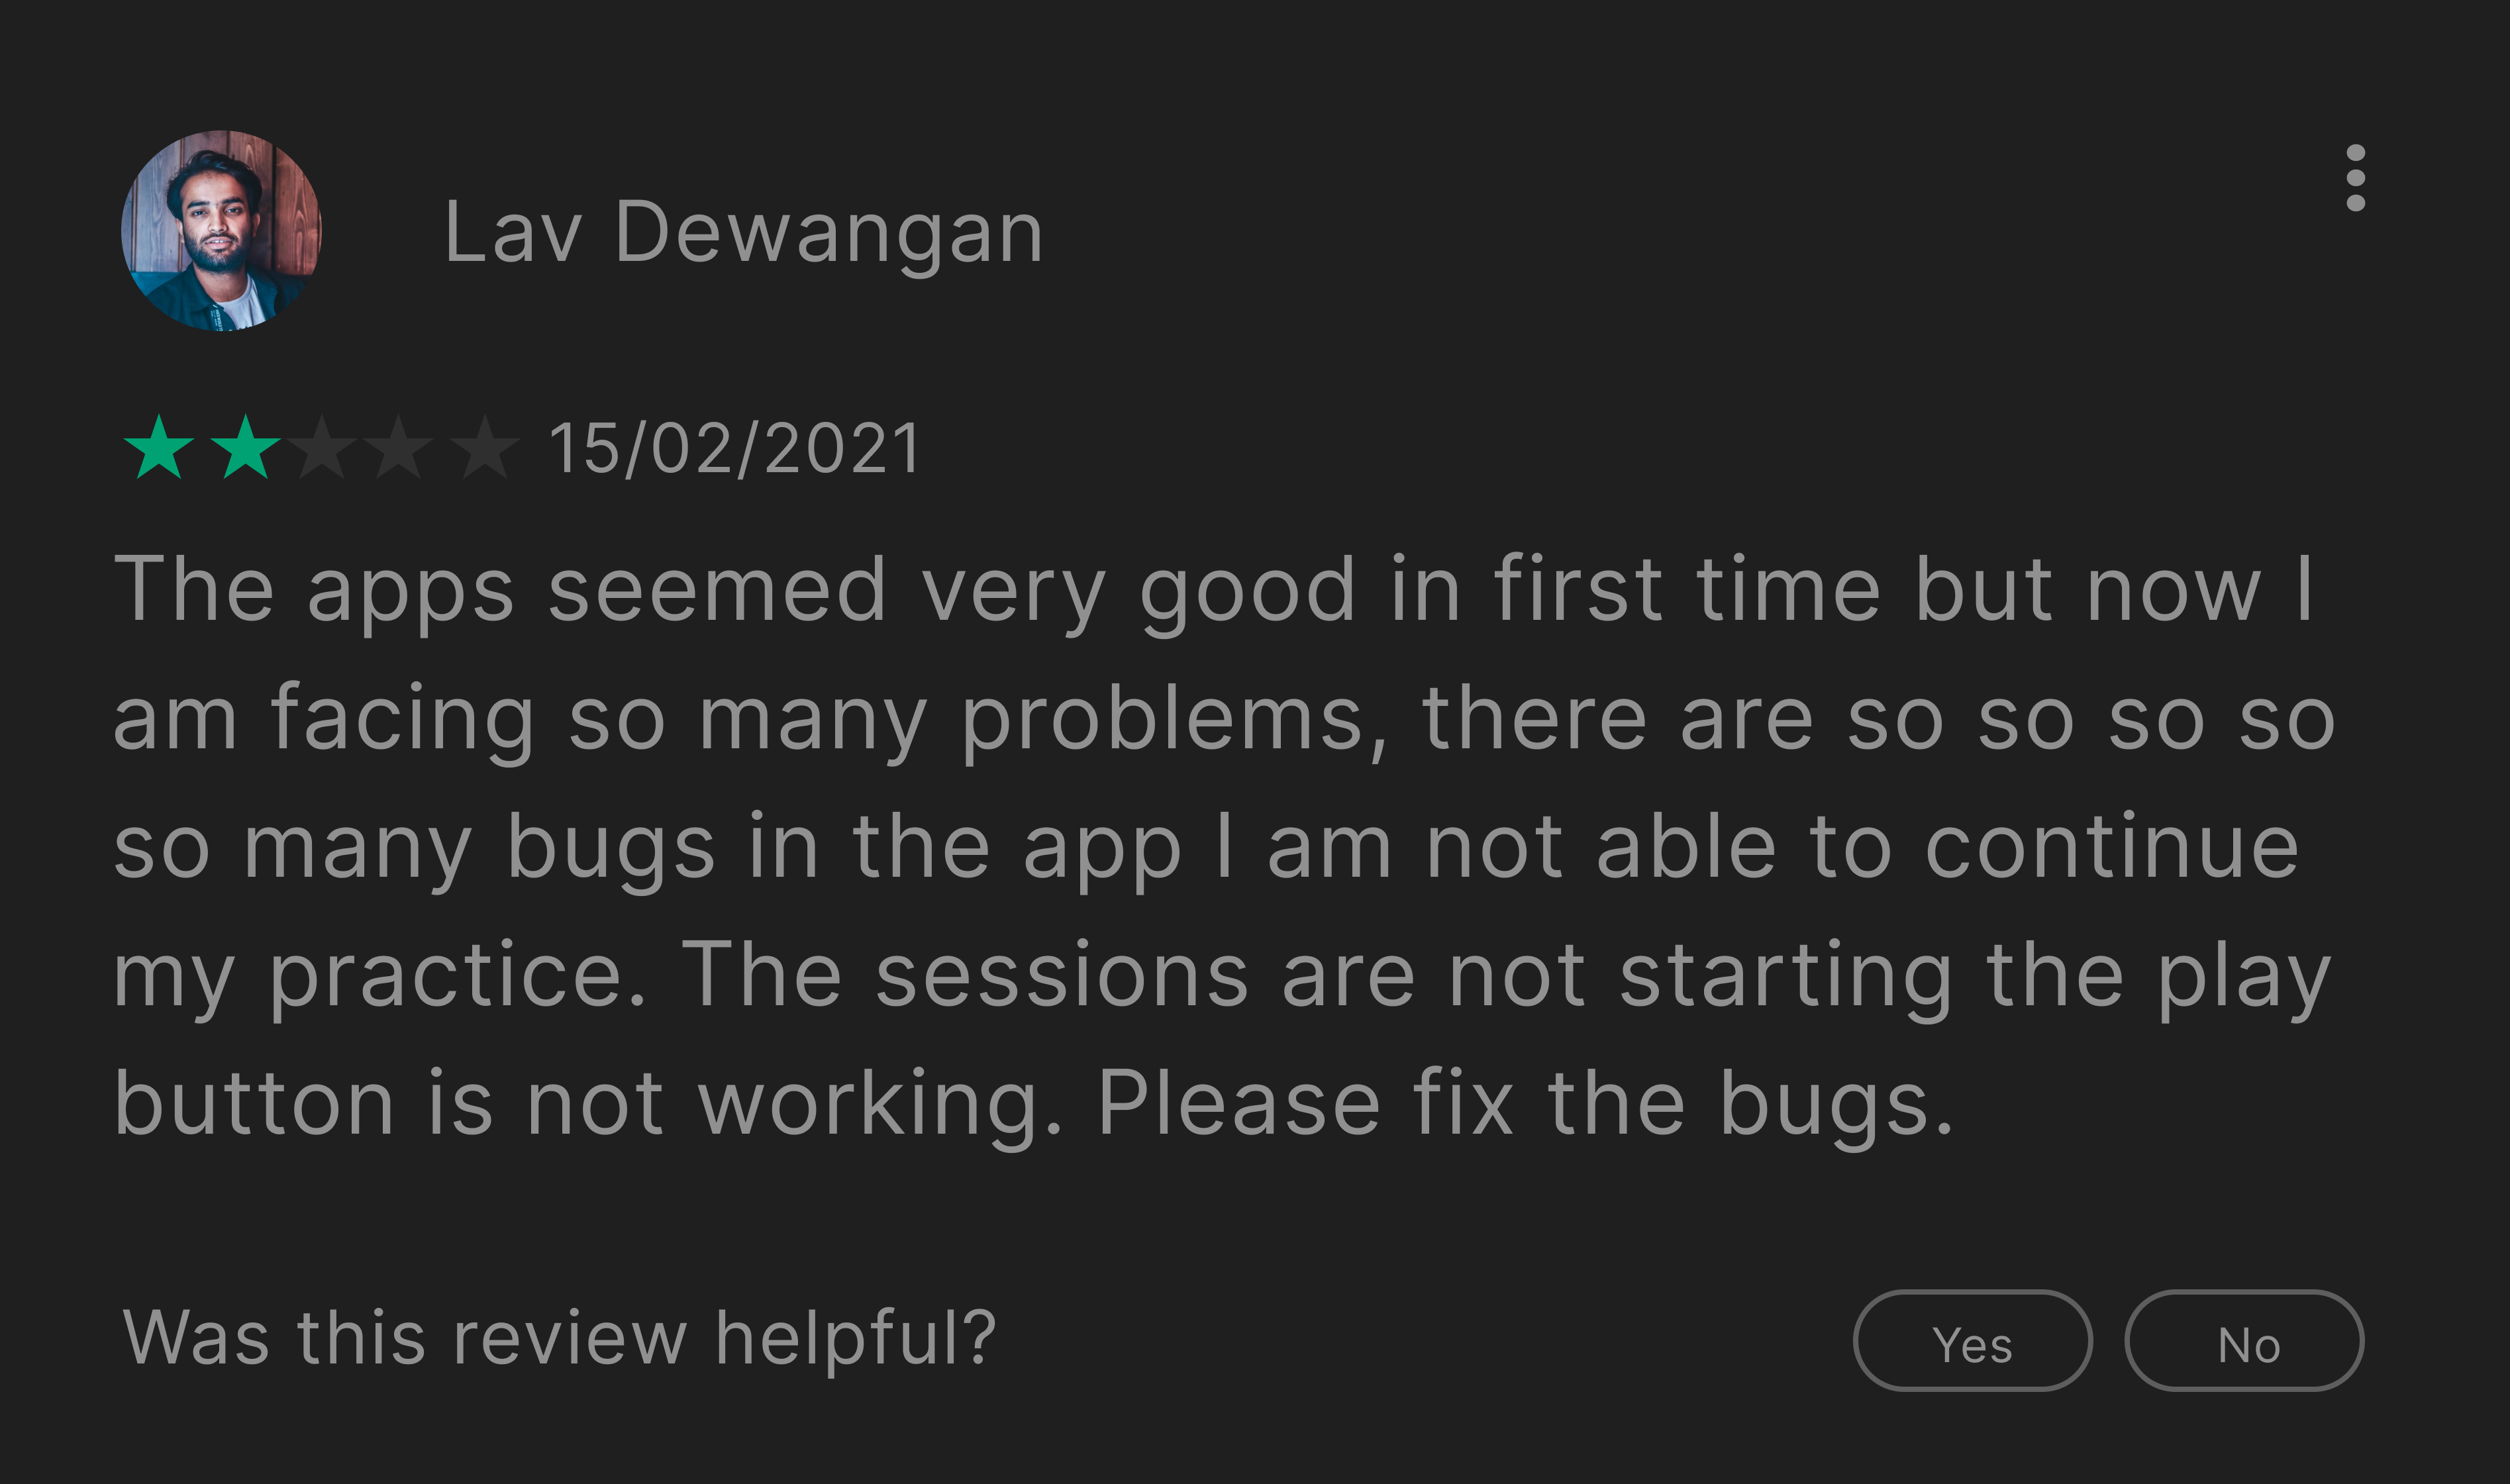 Lav Dewangan
15/02/2021
The apps seemed very good in first time but now I
am facing so many problems, there are so so so so
so many bugs in the app I am not able to continue
my practice. The sessions are not starting the play
button is not working. Please fix the bugs.
Was this review helpful?
Yes
No